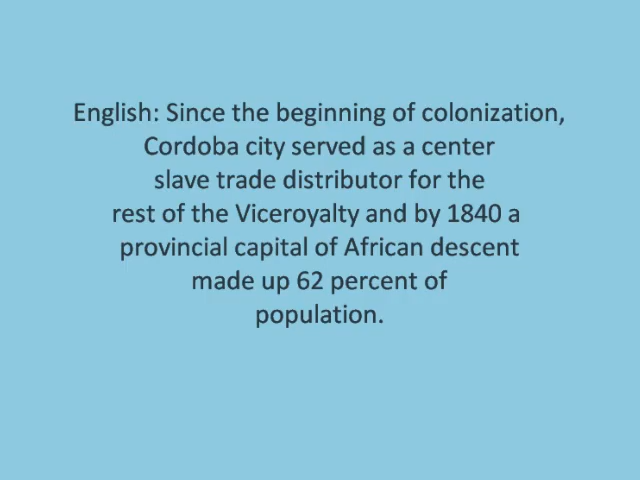 English: Since the beginning of colonization,
Cordoba city served as a center
slave trade distributor for the
rest of the Viceroyalty and by 1840 a
provincial capital of African descent
made up 62 percent of
population.